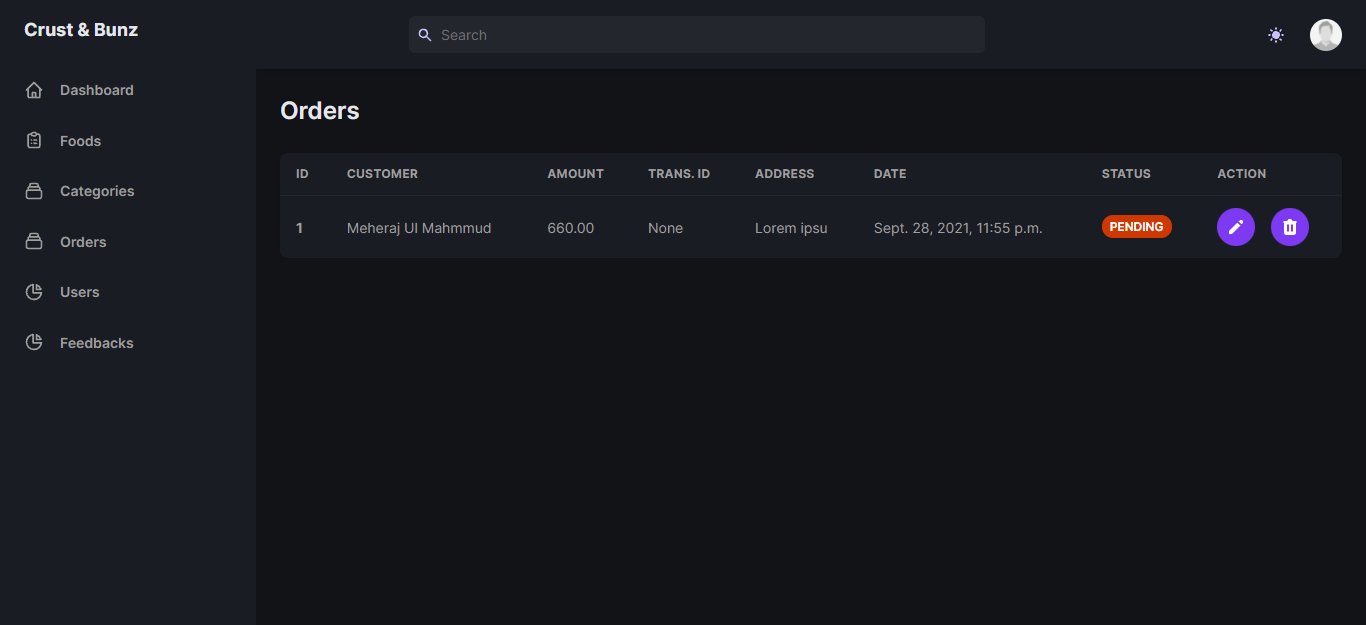 Crust & Bunz
Search
Dashboard
Foods
Categories
Orders
Users
Feedbacks
Orders
ID CUSTOMER AMOUNT TRANS. ID ADDRESS DATE STATUS ACTION
1 Meheraj Ul Mahmmud 660.00 None Lorem ipsu Sept. 28, 2021, 11:55 p.m. PENDING